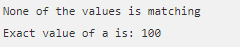 None of the values is matching
Exact value of a is: 100